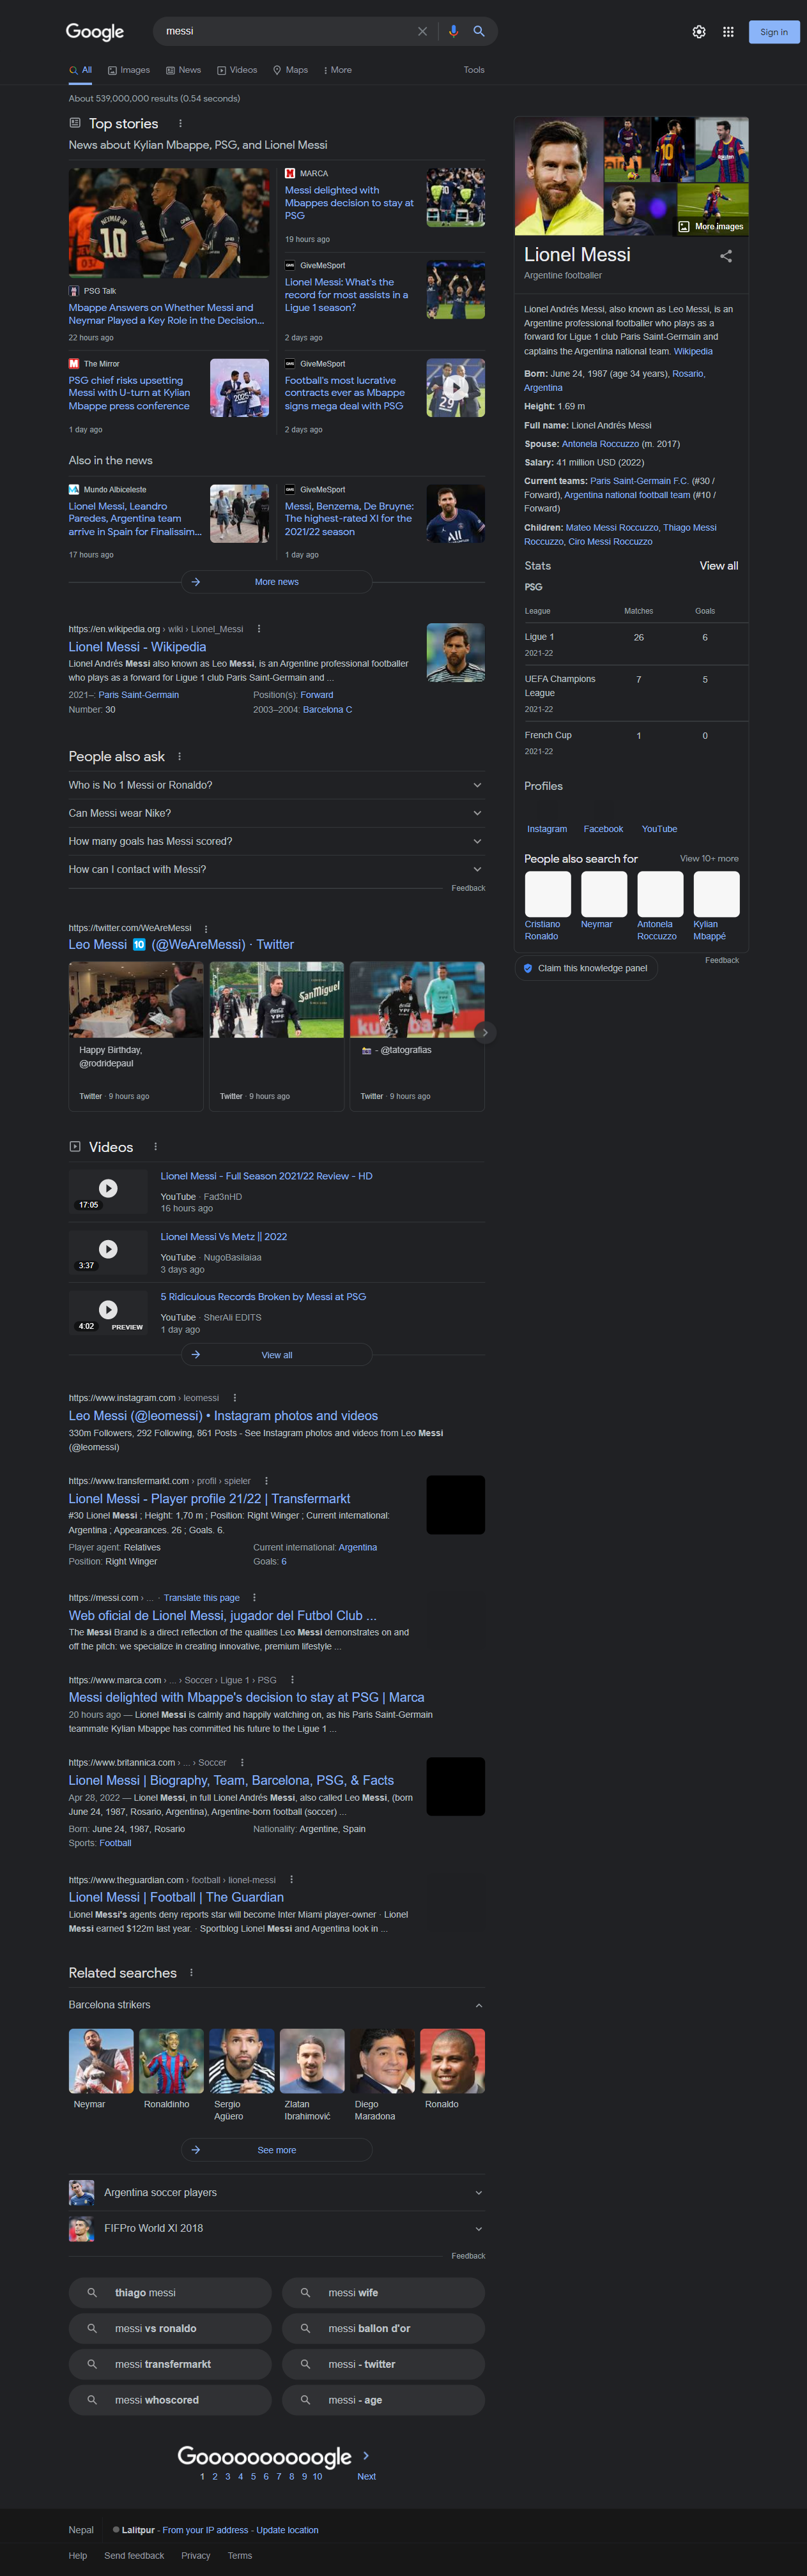 Google
messi
Sign in
All
Images
News
Videos
Maps
More
Tools
About 539,000,000 results (0.54 seconds)
Top stories
News about Kylian Mbappe, PSG, and Lionel Messi
PSG Talk
Mbappe Answers on Whether Messi and
Neymar Played a Key Role in the Decision...
22 hours ago
MARCA
Messi delighted with
Mbappes decision to stay at
PSG
19 hours ago
GiveMeSport
Lionel Messi: What's the
record for most assists in a
Ligue 1 season?
2 days ago
The Mirror
PSG chief risks upsetting
Messi with U-turn at Kylian
Mbappe press conference
1 day ago
GiveMeSport
Football's most lucrative
contracts ever as Mbappe
signs mega deal with PSG
2 days ago
Also in the news
Mundo Albiceleste
Lionel Messi, Leandro
Paredes, Argentina team
arrive in Spain for Finalissim...
17 hours ago
GiveMeSport
Messi, Benzema, De Bruyne:
The highest-rated XI for the
2021/22 season
1 day ago
More news
https://en.wikipedia.org › wiki › Lionel_Messi
Lionel Messi - Wikipedia
Lionel Andrés Messi also known as Leo Messi, is an Argentine professional footballer
who plays as a forward for Ligue 1 club Paris Saint-Germain and ...
2021–: Paris Saint-Germain
Position(s): Forward
Number: 30
2003–2004: Barcelona C
People also ask
Who is No 1 Messi or Ronaldo?
Can Messi wear Nike?
How many goals has Messi scored?
How can I contact with Messi?
Feedback
https://twitter.com/WeAreMessi
Leo Messi 🔟 (@WeAreMessi) · Twitter
Happy Birthday,
@rodridepaul
Twitter · 9 hours ago
Twitter · 9 hours ago
📸 - @tatografias
Twitter · 9 hours ago
Videos
17:05
Lionel Messi - Full Season 2021/22 Review - HD
YouTube · Fad3nHD
16 hours ago
3:37
Lionel Messi Vs Metz || 2022
YouTube · NugoBasilaiaa
3 days ago
4:02
PREVIEW
5 Ridiculous Records Broken by Messi at PSG
YouTube · SherAli EDITS
1 day ago
View all
https://www.instagram.com › leomessi
Leo Messi (@leomessi) • Instagram photos and videos
330m Followers, 292 Following, 861 Posts - See Instagram photos and videos from Leo Messi
(@leomessi)
https://www.transfermarkt.com › profil › spieler
Lionel Messi - Player profile 21/22 | Transfermarkt
#30 Lionel Messi ; Height: 1,70 m ; Position: Right Winger ; Current international:
Argentina ; Appearances. 26 ; Goals. 6.
Player agent: Relatives
Current international: Argentina
Position: Right Winger
Goals: 6
https://messi.com › ... · Translate this page
Web oficial de Lionel Messi, jugador del Futbol Club ...
The Messi Brand is a direct reflection of the qualities Leo Messi demonstrates on and
off the pitch: we specialize in creating innovative, premium lifestyle ...
https://www.marca.com › ... › Soccer › Ligue 1 › PSG
Messi delighted with Mbappe's decision to stay at PSG | Marca
20 hours ago — Lionel Messi is calmly and happily watching on, as his Paris Saint-Germain
teammate Kylian Mbappe has committed his future to the Ligue 1 ...
https://www.britannica.com › ... › Soccer
Lionel Messi | Biography, Team, Barcelona, PSG, & Facts
Apr 28, 2022 — Lionel Messi, in full Lionel Andrés Messi, also called Leo Messi, (born
June 24, 1987, Rosario, Argentina), Argentine-born football (soccer) ...
Born: June 24, 1987, Rosario
Nationality: Argentine, Spain
Sports: Football
https://www.theguardian.com › football › lionel-messi
Lionel Messi | Football | The Guardian
Lionel Messi's agents deny reports star will become Inter Miami player-owner · Lionel
Messi earned $122m last year. · Sportblog Lionel Messi and Argentina look in ...
Related searches
Barcelona strikers
Neymar
Ronaldinho
Sergio
Agüero
Zlatan
Ibrahimović
Diego
Maradona
Ronaldo
See more
Argentina soccer players
FIFPro World XI 2018
Feedback
thiago messi
messi wife
messi vs ronaldo
messi ballon d'or
messi transfermarkt
messi - twitter
messi whoscored
messi - age
Goooooooooogle
1 2 3 4 5 6 7 8 9 10
Next
More images
Lionel Messi
Argentine footballer
Lionel Andrés Messi, also known as Leo Messi, is an
Argentine professional footballer who plays as a
forward for Ligue 1 club Paris Saint-Germain and
captains the Argentina national team. Wikipedia
Born: June 24, 1987 (age 34 years), Rosario,
Argentina
Height: 1.69 m
Full name: Lionel Andrés Messi
Spouse: Antonela Roccuzzo (m. 2017)
Salary: 41 million USD (2022)
Current teams: Paris Saint-Germain F.C. (#30 /
Forward), Argentina national football team (#10 /
Forward)
Children: Mateo Messi Roccuzzo, Thiago Messi
Roccuzzo, Ciro Messi Roccuzzo
Stats
View all
PSG
League Matches Goals
Ligue 1 26 6
2021-22
UEFA Champions 7 5
League
2021-22
French Cup 1 0
2021-22
Profiles
Instagram
Facebook
YouTube
People also search for
View 10+ more
Cristiano
Ronaldo
Neymar
Antonela
Roccuzzo
Kylian
Mbappé
Feedback
Claim this knowledge panel
Nepal
Lalitpur - From your IP address - Update location
Help
Send feedback
Privacy
Terms